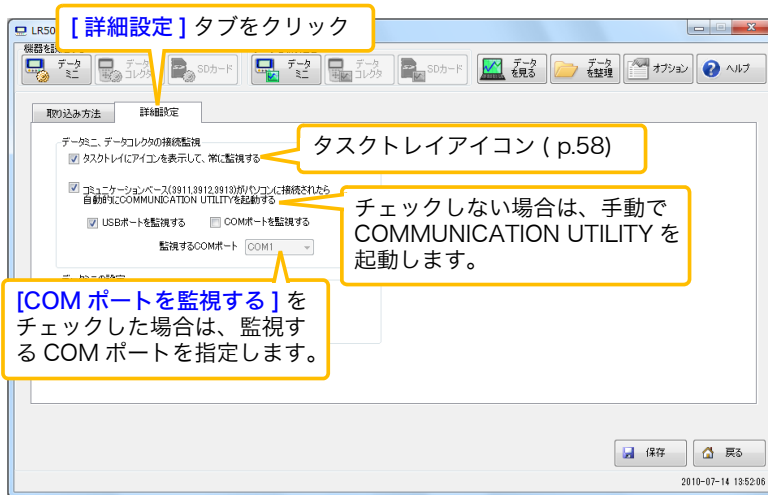 [ 詳細設定 ] タブをクリック
LR50
機器を
データミニ
データコレクタ
SDカード
データミニ
データコレクタ
SDカード
データを見る
データを整理
オプション
ヘルプ
取り込み方法
詳細設定
データミニ、データコレクタの接続監視
タスクトレイにアイコンを表示して、常に監視する
タスクトレイアイコン ( p.58)
コミュニケーションベース(3911,3912,3913)がパソコンに接続されたら
自動的にCOMMUNICATION UTILITYを起動する
チェックしない場合は、手動で
COMMUNICATION UTILITY を
起動します。
USBポートを監視する
COMポートを監視する
監視するCOMポート
COM1
[COM ポートを監視する ] を
チェックした場合は、監視す
る COM ポートを指定します。
保存
戻る
2010-07-14 13:52:06